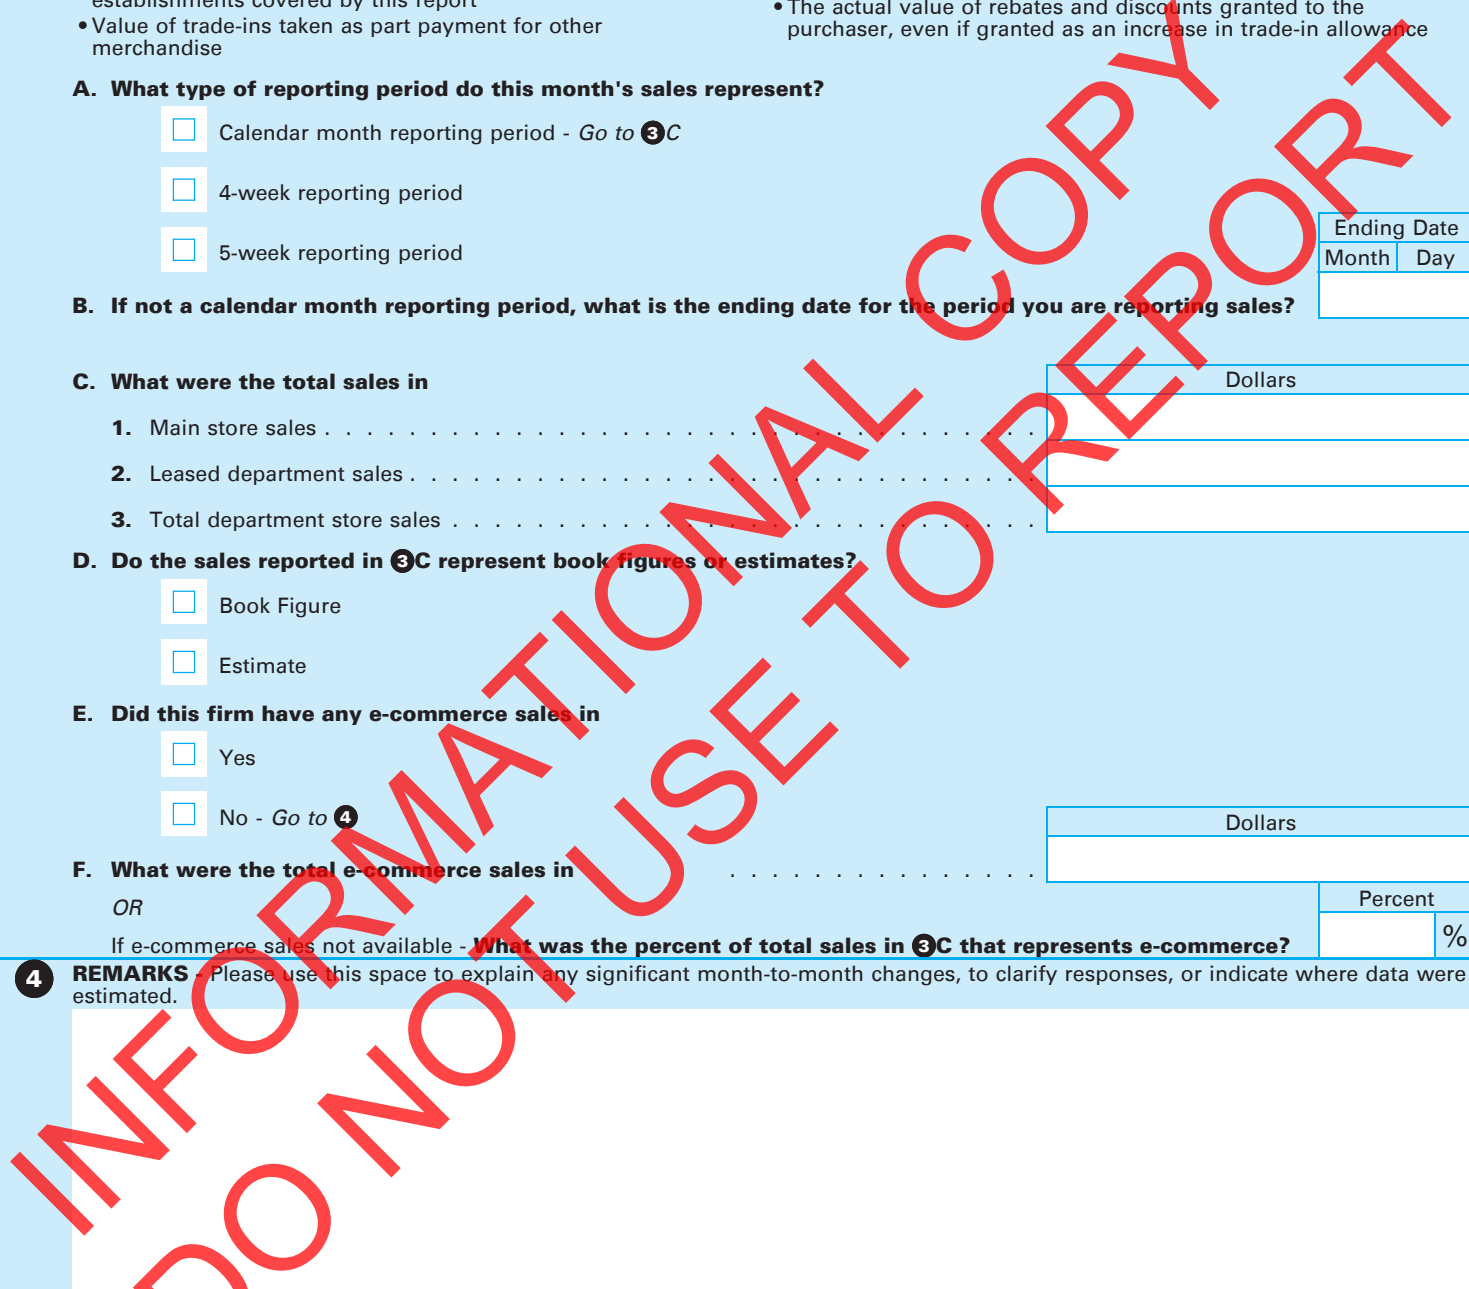 establishments covered by this report
• Value of trade-ins taken as part payment for other
merchandise
• The actual value of rebates and discounts granted to the
purchaser, even if granted as an increase in trade-in allowance
A. What type of reporting period do this month's sales represent?
Calendar month reporting period - Go to 3C
4-week reporting period
5-week reporting period
Ending Date
Month Day
B. If not a calendar month reporting period, what is the ending date for the period you are reporting sales?
C. What were the total sales in
Dollars
1. Main store sales . . . . . . . . . . . . . . . . . . . . . . . . . . . . . . . . . .
2. Leased department sales . . . . . . . . . . . . . . . . . . . . . . . . . . . . . .
3. Total department store sales . . . . . . . . . . . . . . . . . . . . . . . . . . . .
D. Do the sales reported in 3C represent book figures or estimates?
Book Figure
Estimate
E. Did this firm have any e-commerce sales in
Yes
No - Go to 4
Dollars
F. What were the total e-commerce sales in . . . . . . . . . . . . . . .
OR
Percent
If e-commerce sales not available - What was the percent of total sales in 3C that represents e-commerce?
%
4 REMARKS - Please use this space to explain any significant month-to-month changes, to clarify responses, or indicate where data were
estimated.
INFORMATIONAL COPY
DO NOT USE TO REPORT